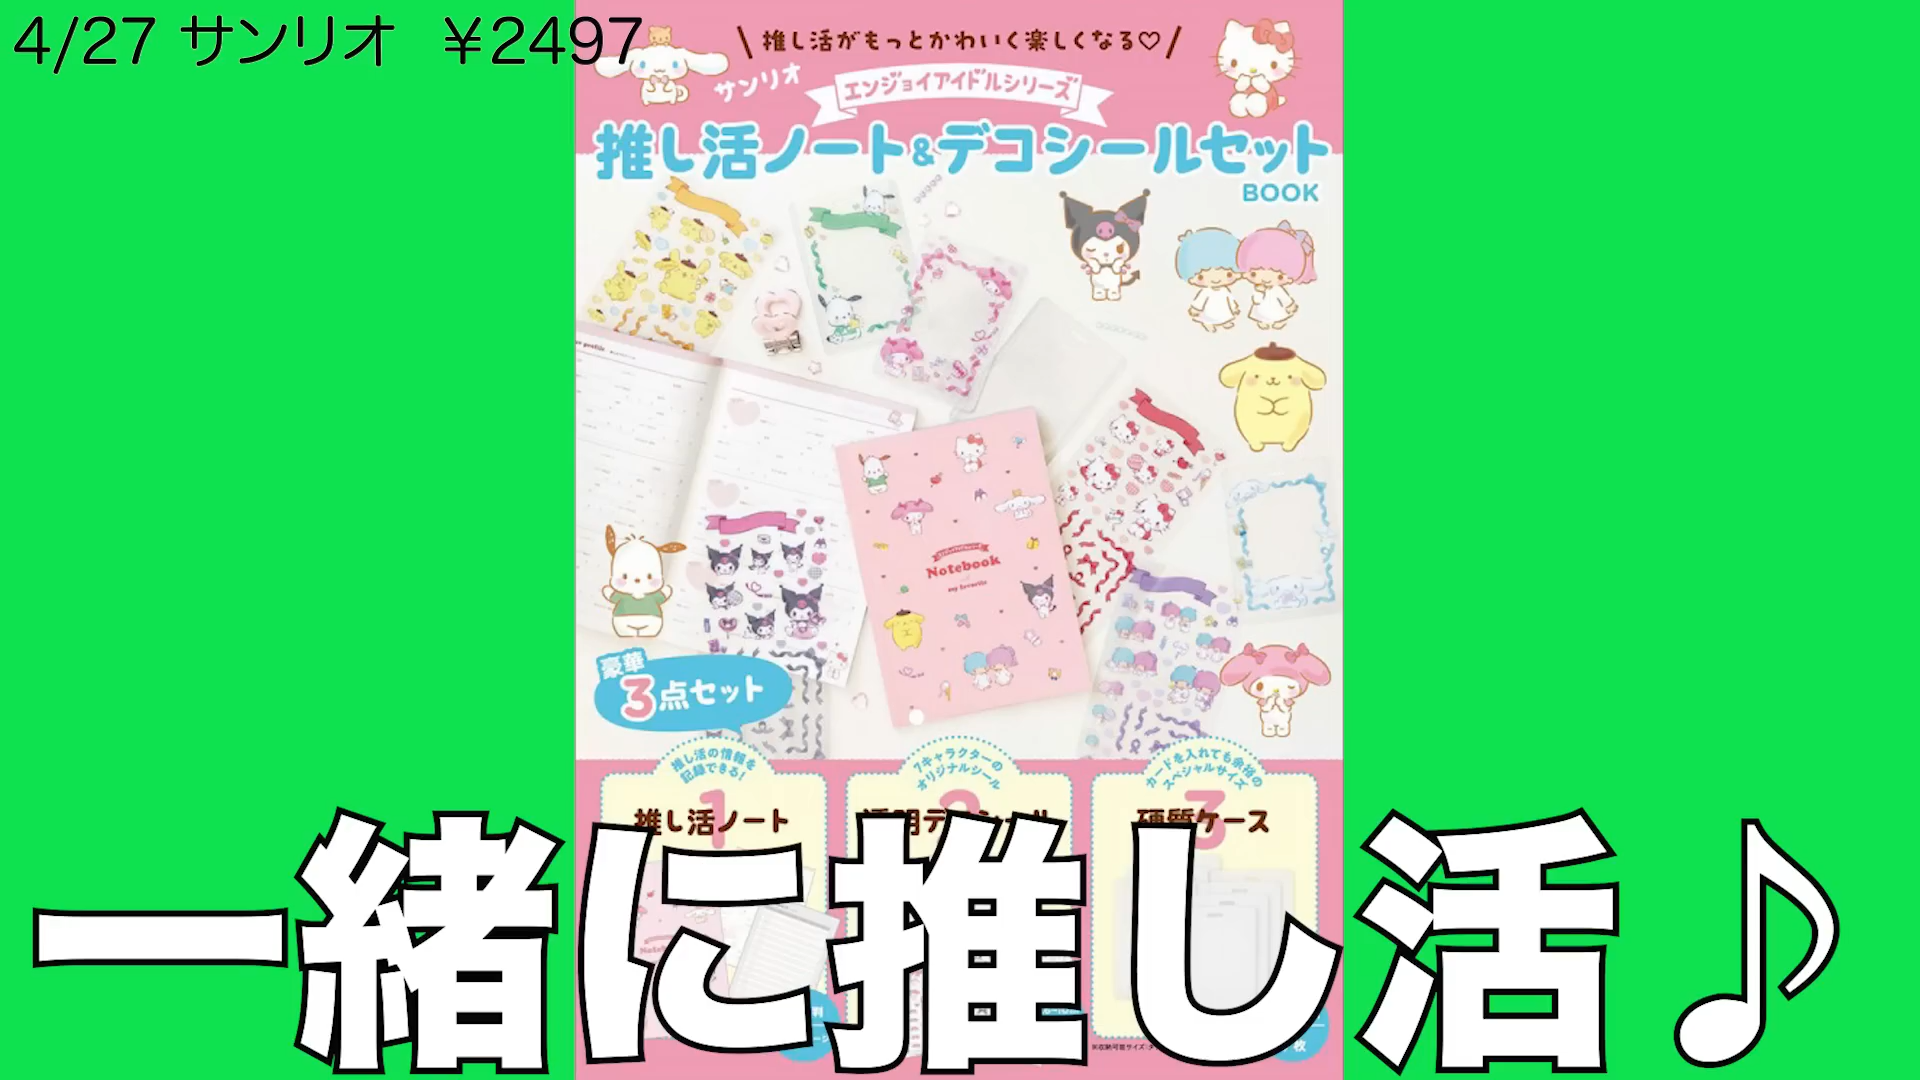 4/27 サンリオ ￥2497
推し活がもっとかわいく楽しくなる♡
サンリオ
エンジョイアイドルシリーズ
推し活ノート&デコシールセット
BOOK
Notebook
my favorite
豪華
3点セット
推し活の情報を
記録できる!
1
推し活ノート
7キャラクターの
オリジナルシール
カードを入れても余裕の
スペシャルサイズ
3
硬質ケース
一緒に推し活♪
枚